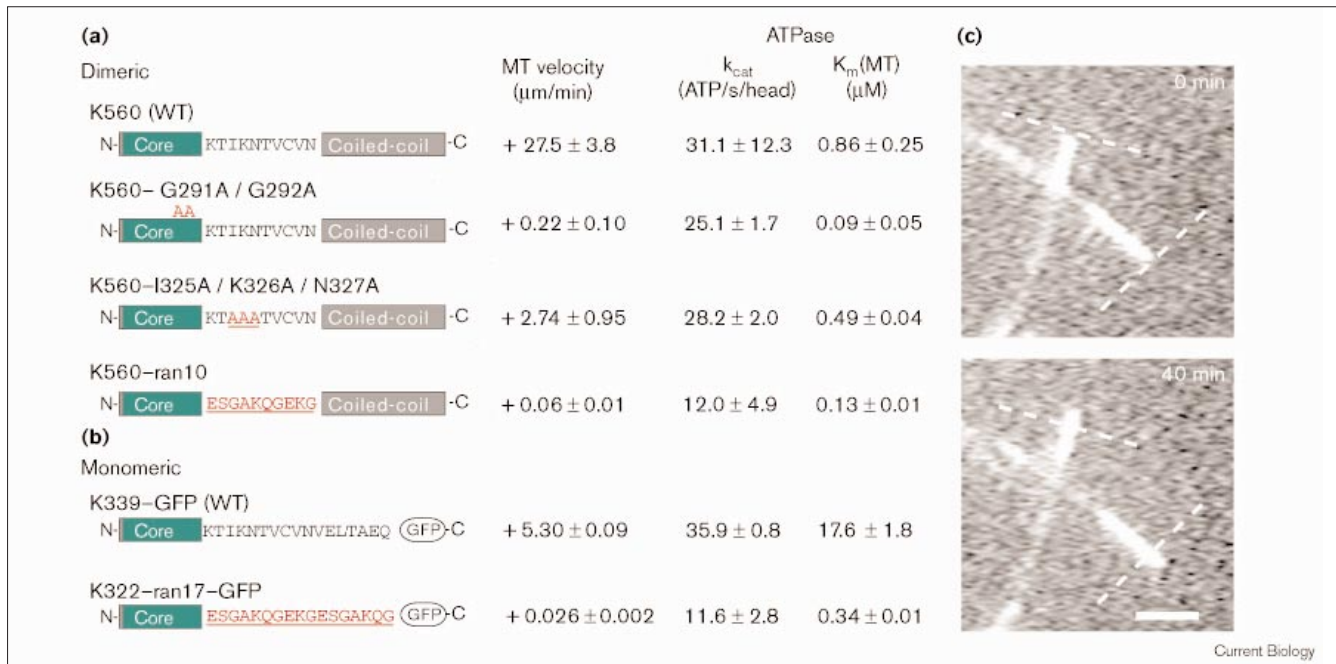 (a)
Dimeric
ATPase
MT velocity
(μm/min)
k_cat
(ATP/s/head)
K_m(MT)
(μM)
K560 (WT)
N- Core KTIKNTVCVN Coiled-coil -C + 27.5 ± 3.8 31.1 ± 12.3 0.86 ± 0.25
K560– G291A / G292A
AA
N- Core KTIKNTVCVN Coiled-coil -C + 0.22 ± 0.10 25.1 ± 1.7 0.09 ± 0.05
K560–I325A / K326A / N327A
N- Core KTAAATVCVN Coiled-coil -C + 2.74 ± 0.95 28.2 ± 2.0 0.49 ± 0.04
K560–ran10
N- Core ESGAKQGEKG Coiled-coil -C + 0.06 ± 0.01 12.0 ± 4.9 0.13 ± 0.01
(b)
Monomeric
K339–GFP (WT)
N- Core KTIKNTVCVNVELTAEQ GFP -C + 5.30 ± 0.09 35.9 ± 0.8 17.6 ± 1.8
K322–ran17–GFP
N- Core ESGAKQGEKGESGAKQG GFP -C + 0.026 ± 0.002 11.6 ± 2.8 0.34 ± 0.01
(c)
0 min
40 min
Current Biology